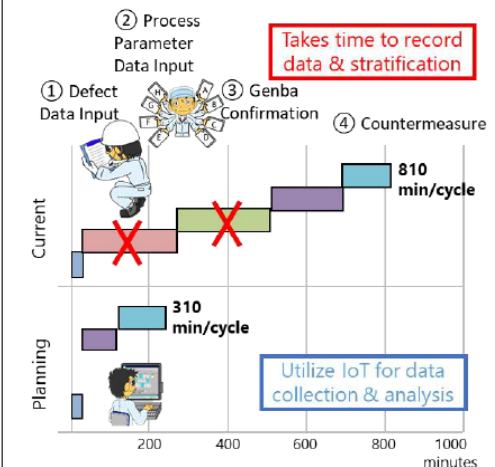 ② Process
Parameter
Data Input
Takes time to record
data & stratification
① Defect
Data Input
H
A
G
B
F
C
E
D
③ Genba
Confirmation
④ Countermeasure
810
min/cycle
Current
310
min/cycle
Planning
Utilize IoT for data
collection & analysis
200 400 600 800 1000
minutes